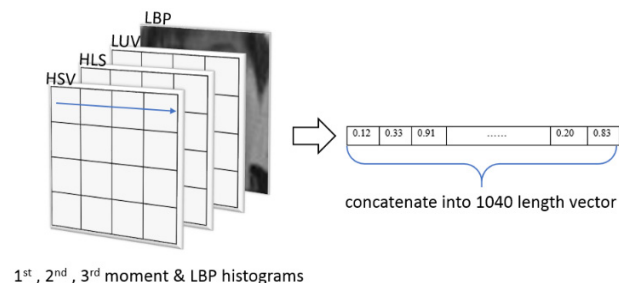 LBP
LUV
HLS
HSV
0.12 0.33 0.91 ...... 0.20 0.83
concatenate into 1040 length vector
1st , 2nd , 3rd moment & LBP histograms